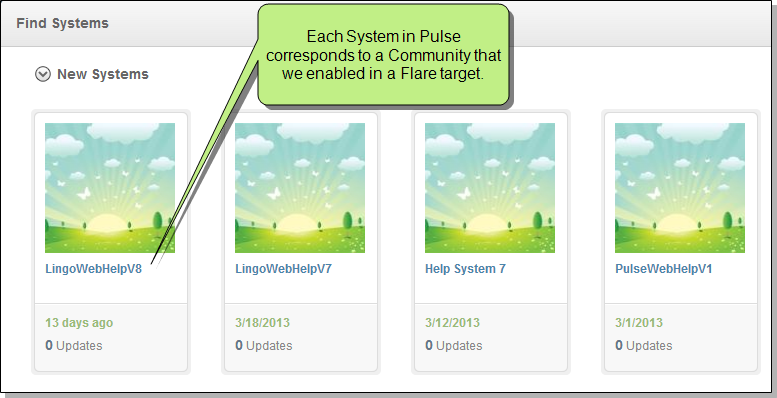 Find Systems
Each System in Pulse
corresponds to a Community that
we enabled in a Flare target.
New Systems
LingoWebHelpV8
13 days ago
0 Updates
LingoWebHelpV7
3/18/2013
0 Updates
Help System 7
3/12/2013
0 Updates
PulseWebHelpV1
3/1/2013
0 Updates